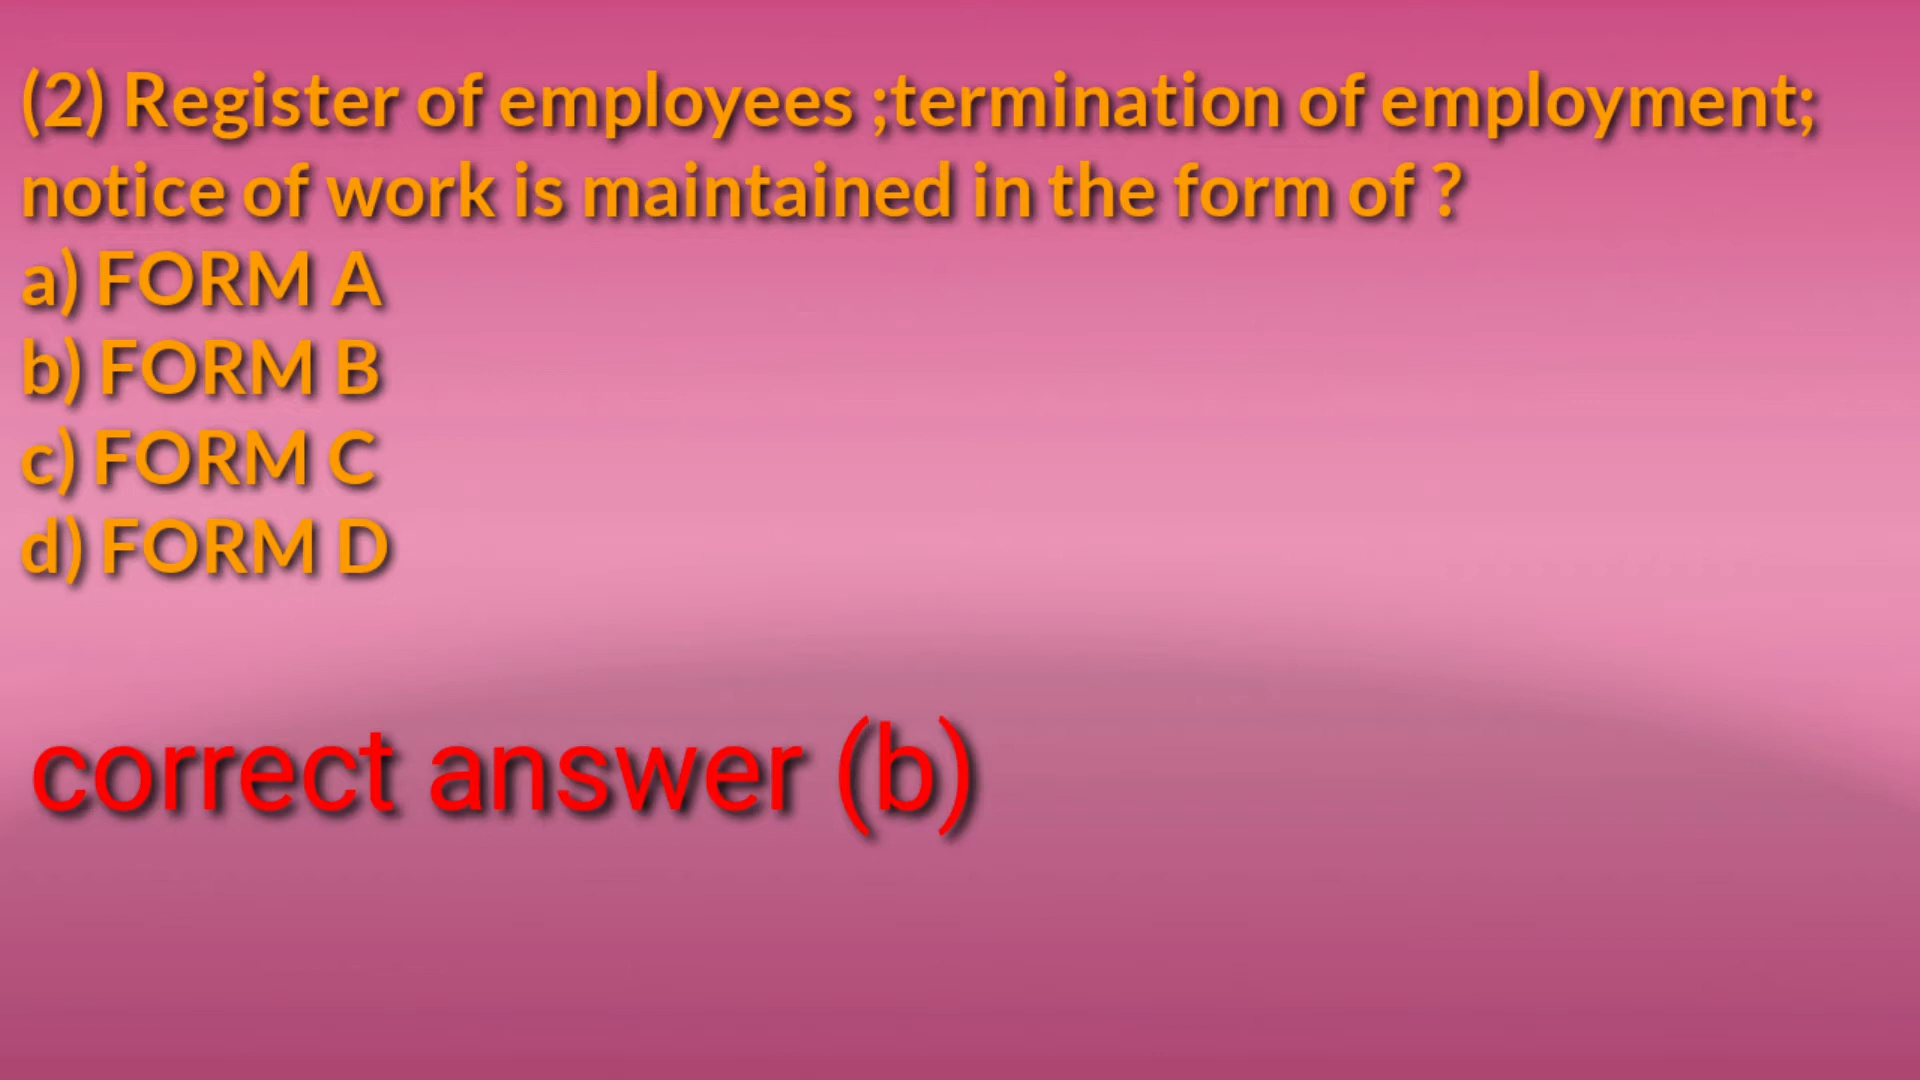 (2) Register of employees ;termination of employment;
notice of work is maintained in the form of ?
a) FORM A
b) FORM B
c) FORM C
d) FORM D
correct answer (b)